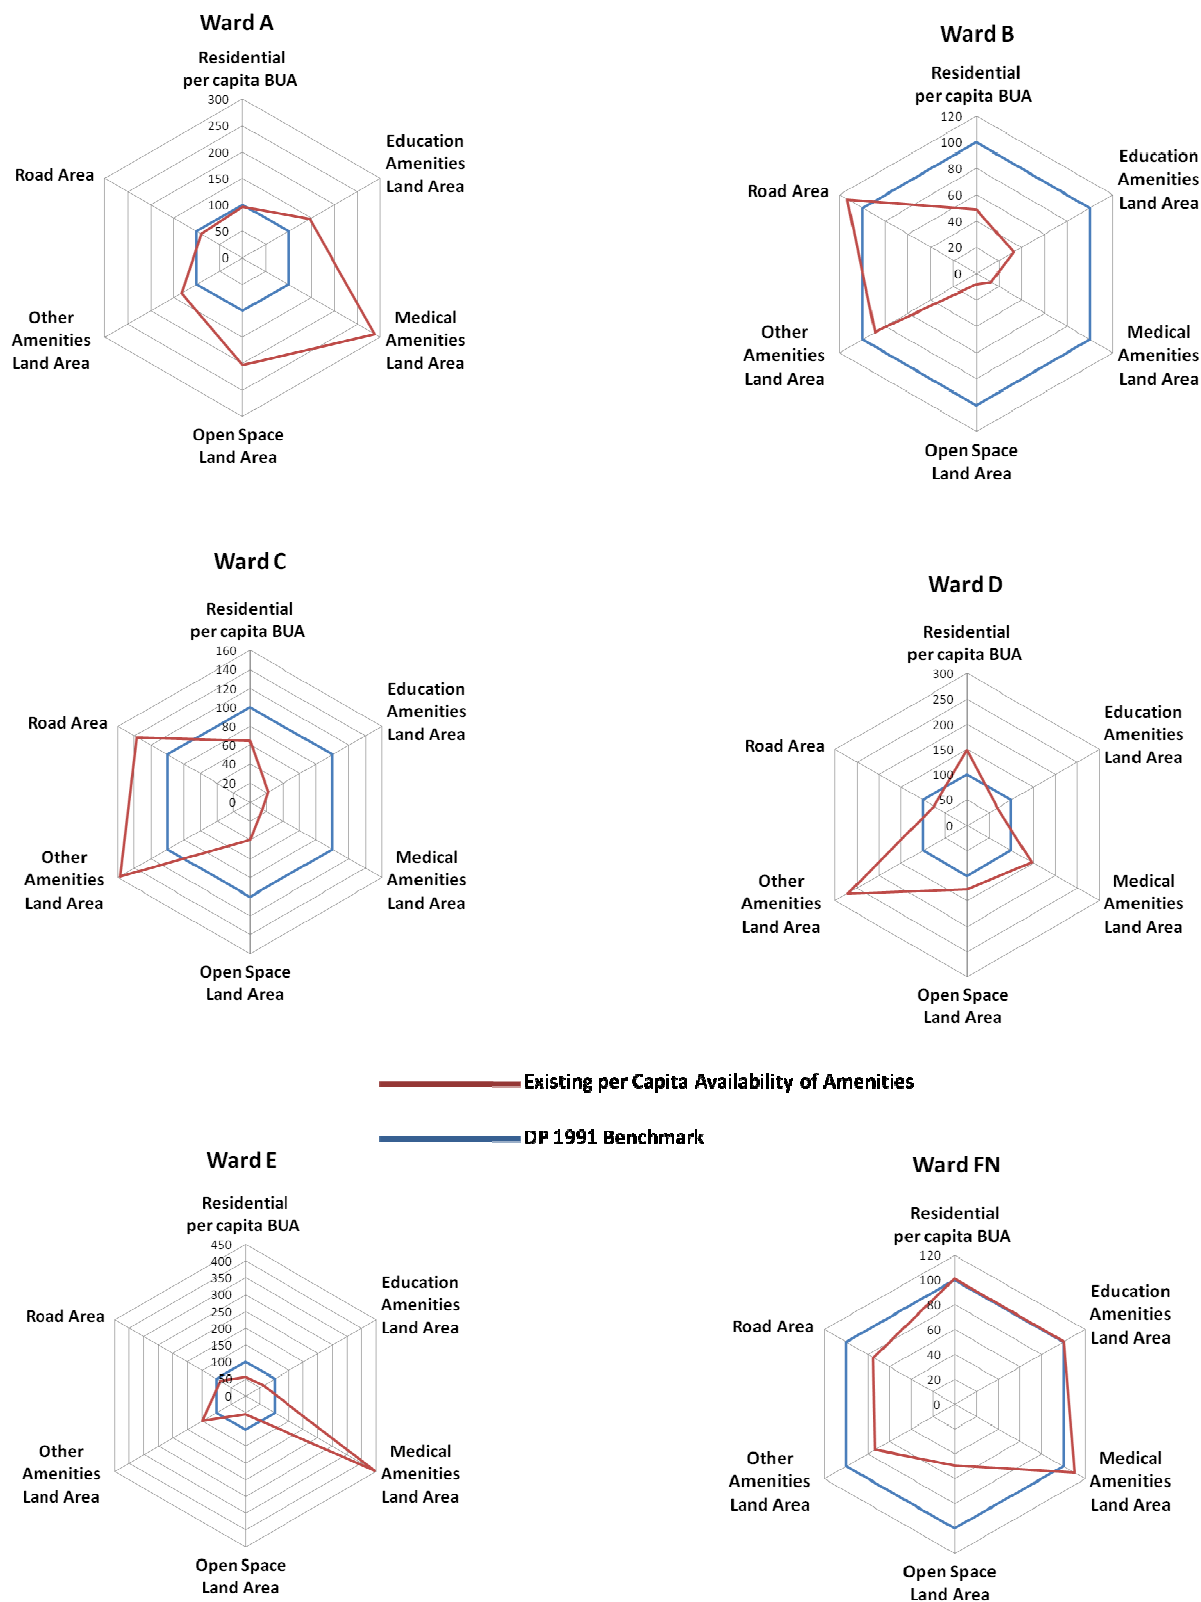 Ward A
Residential
per capita BUA
300
250
200
150
100
50
0
Education
Amenities
Land Area
Medical
Amenities
Land Area
Open Space
Land Area
Other
Amenities
Land Area
Road Area
Ward B
Residential
per capita BUA
120
100
80
60
40
20
0
Education
Amenities
Land Area
Medical
Amenities
Land Area
Open Space
Land Area
Other
Amenities
Land Area
Road Area
Ward C
Residential
per capita BUA
160
140
120
100
80
60
40
20
0
Education
Amenities
Land Area
Medical
Amenities
Land Area
Open Space
Land Area
Other
Amenities
Land Area
Road Area
Ward D
Residential
per capita BUA
300
250
200
150
100
50
0
Education
Amenities
Land Area
Medical
Amenities
Land Area
Open Space
Land Area
Other
Amenities
Land Area
Road Area
Existing per Capita Availability of Amenities
DP 1991 Benchmark
Ward E
Residential
per capita BUA
450
400
350
300
250
200
150
100
50
0
Education
Amenities
Land Area
Medical
Amenities
Land Area
Open Space
Land Area
Other
Amenities
Land Area
Road Area
Ward FN
Residential
per capita BUA
120
100
80
60
40
20
0
Education
Amenities
Land Area
Medical
Amenities
Land Area
Open Space
Land Area
Other
Amenities
Land Area
Road Area